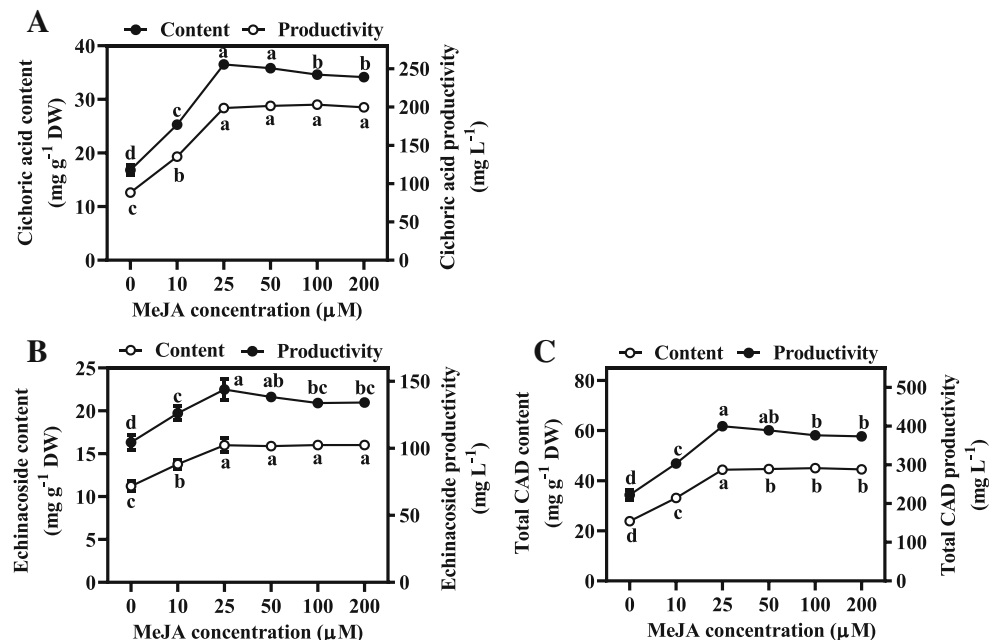 A
Content Productivity
Cichoric acid content
(mg g⁻¹ DW)
40
30
20
10
0
d c a a b b
c b a a a a
250
200
150
100
50
0
Cichoric acid productivity
(mg L⁻¹)
0 10 25 50 100 200
MeJA concentration (μM)
B
Content Productivity
Echinacoside content
(mg g⁻¹ DW)
25
20
15
10
5
0
d c a ab bc bc
c b a a a a
150
100
50
0
Echinacoside productivity
(mg L⁻¹)
0 10 25 50 100 200
MeJA concentration (μM)
C
Content Productivity
Total CAD content
(mg g⁻¹ DW)
80
60
40
20
0
d c a ab b b
d c a b b b
500
400
300
200
100
0
Total CAD productivity
(mg L⁻¹)
0 10 25 50 100 200
MeJA concentration (μM)